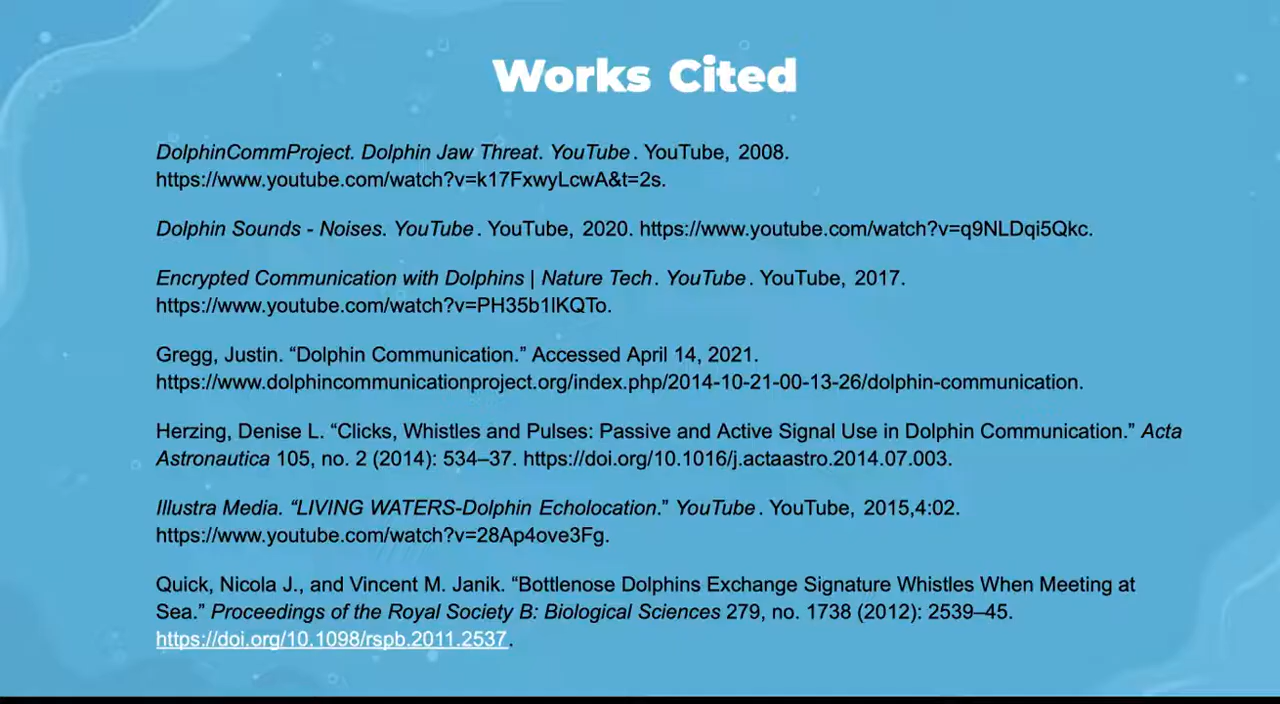 Works Cited
DolphinCommProject. Dolphin Jaw Threat. YouTube. YouTube, 2008.
https://www.youtube.com/watch?v=k17FxwyLcwA&t=2s.
Dolphin Sounds - Noises. YouTube. YouTube, 2020. https://www.youtube.com/watch?v=q9NLDqi5Qkc.
Encrypted Communication with Dolphins | Nature Tech. YouTube. YouTube, 2017.
https://www.youtube.com/watch?v=PH35b1lKQTo.
Gregg, Justin. “Dolphin Communication.” Accessed April 14, 2021.
https://www.dolphincommunicationproject.org/index.php/2014-10-21-00-13-26/dolphin-communication.
Herzing, Denise L. “Clicks, Whistles and Pulses: Passive and Active Signal Use in Dolphin Communication.” Acta
Astronautica 105, no. 2 (2014): 534–37. https://doi.org/10.1016/j.actaastro.2014.07.003.
Illustra Media. “LIVING WATERS-Dolphin Echolocation.” YouTube. YouTube, 2015,4:02.
https://www.youtube.com/watch?v=28Ap4ove3Fg.
Quick, Nicola J., and Vincent M. Janik. “Bottlenose Dolphins Exchange Signature Whistles When Meeting at
Sea.” Proceedings of the Royal Society B: Biological Sciences 279, no. 1738 (2012): 2539–45.
https://doi.org/10.1098/rspb.2011.2537.